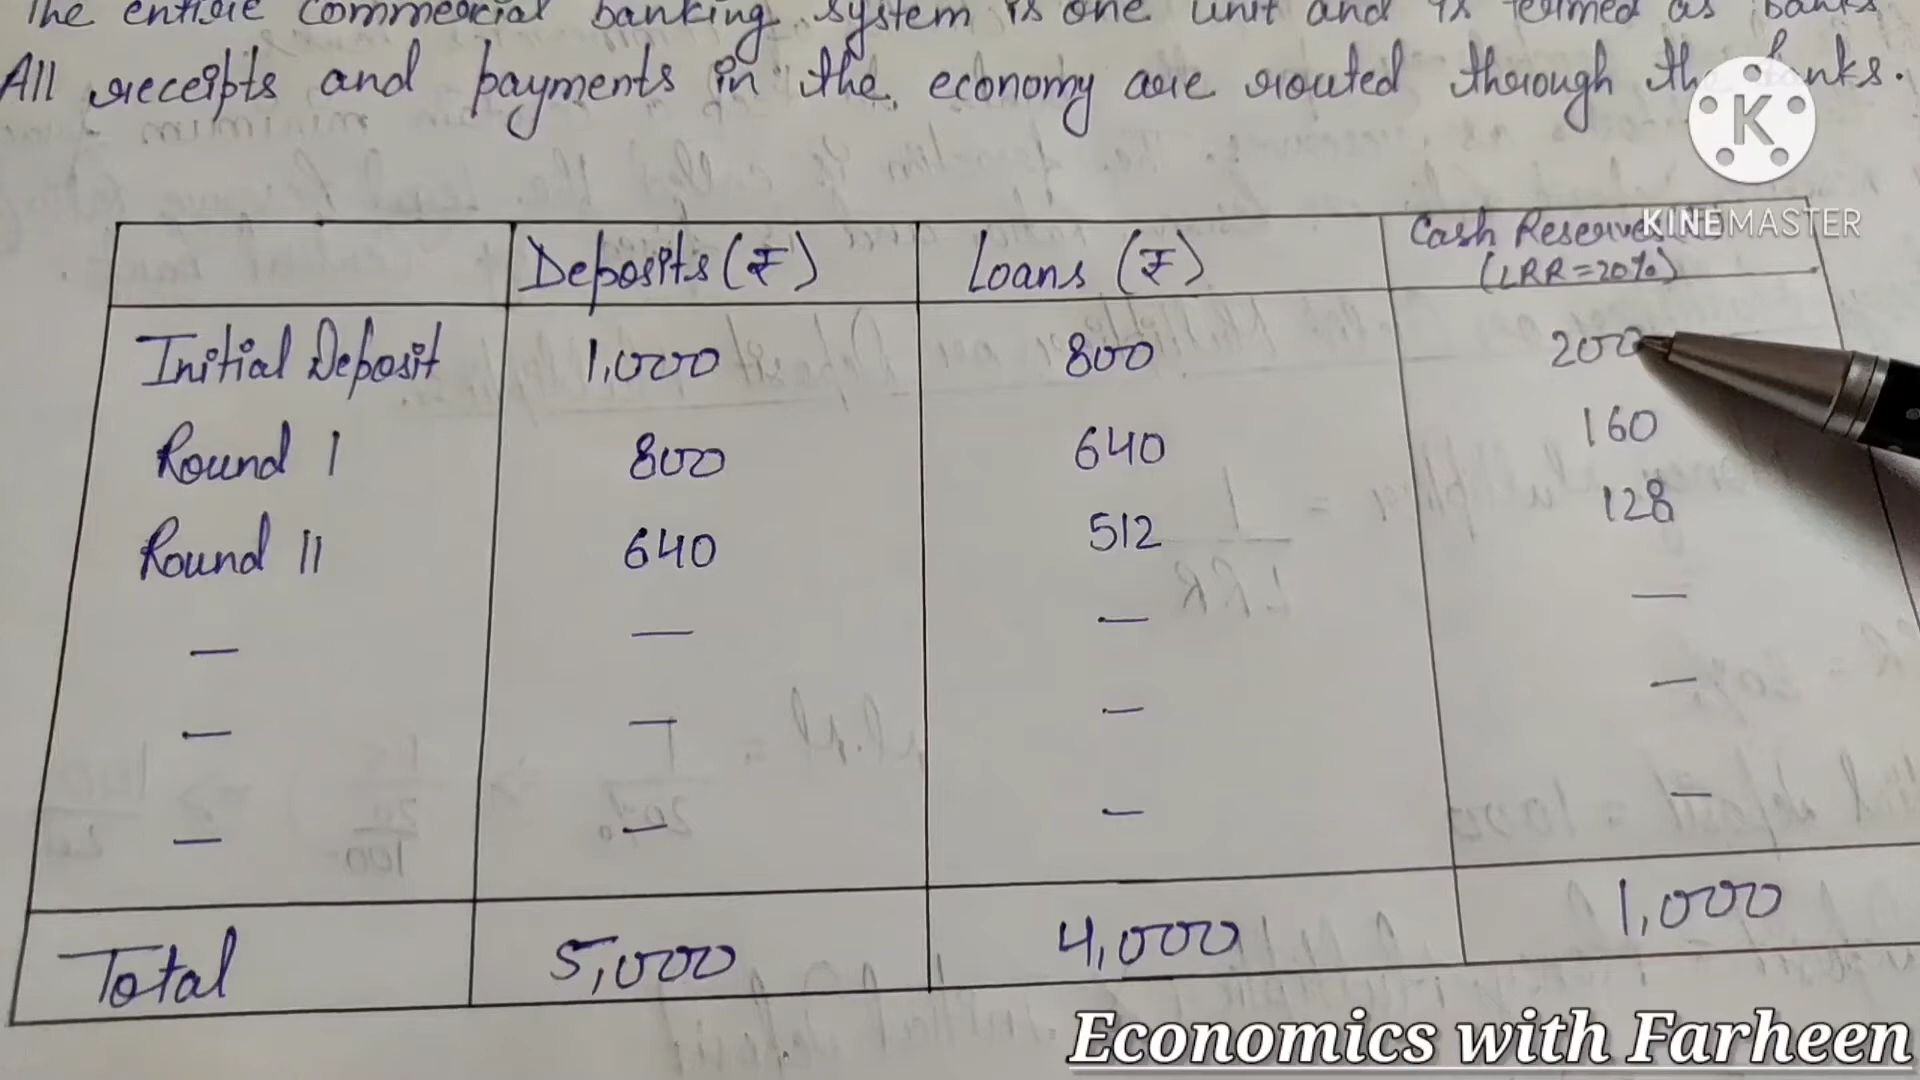 The entire commercial banking system is one unit and is termed as banks
All receipts and payments in the economy are routed through the banks.
K
KINEMASTER
Deposits (₹) Loans (₹) Cash Reserves (LRR=20%)
Initial Deposit 1,000 800 200
Round I 800 640 160
Round II 640 512 128
— — — —
— — — —
— — — —
Total 5,000 4,000 1,000
Economics with Farheen